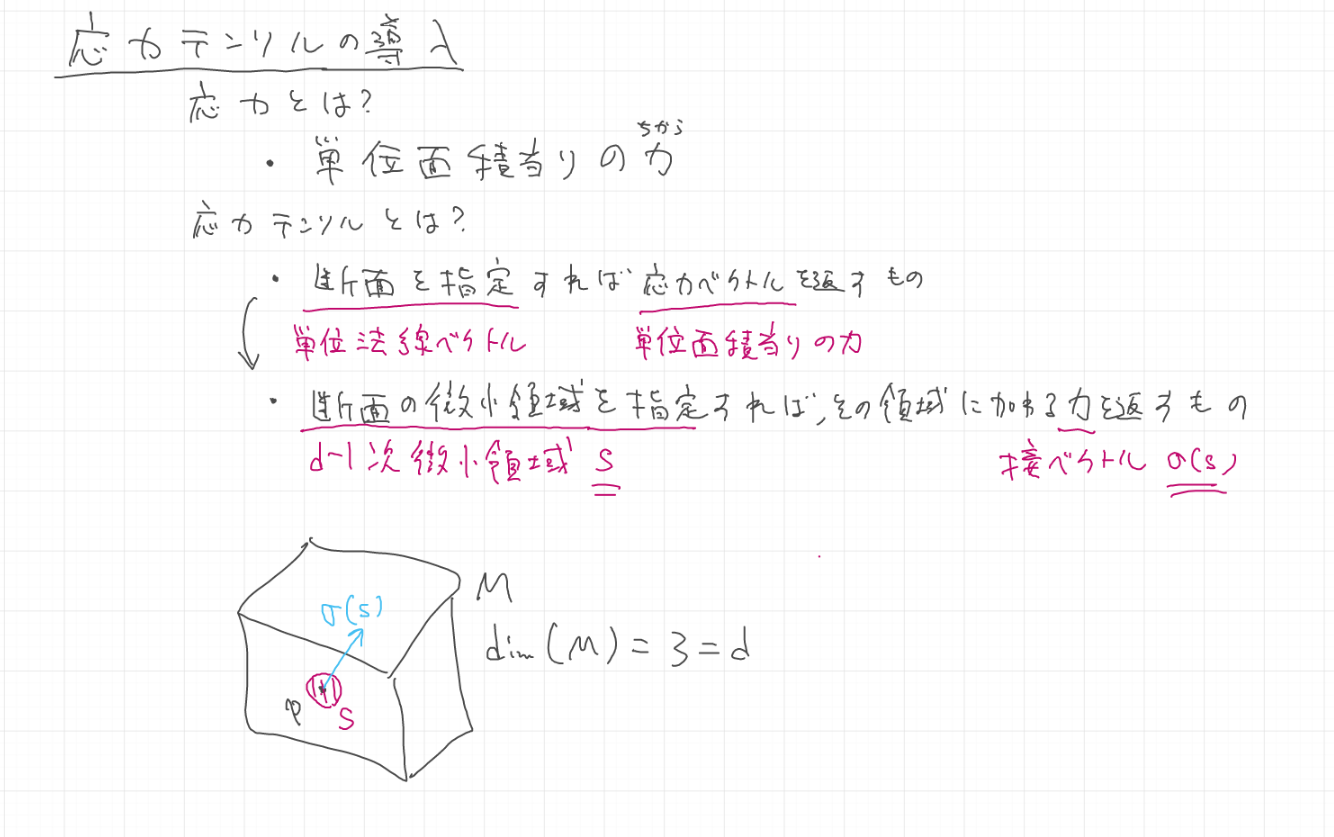 応力テンソルの導入
応力とは?
・単位面積当りの力
ちから
応力テンソルとは?
・断面を指定すれば応力ベクトルを返すもの
単位法線ベクトル 単位面積当りの力
・断面の微小領域を指定すれば,その領域に加わる力を返すもの
d-1次微小領域 S 接ベクトル σ(s)
σ(s)
M
dim(M) = 3 = d
p
S